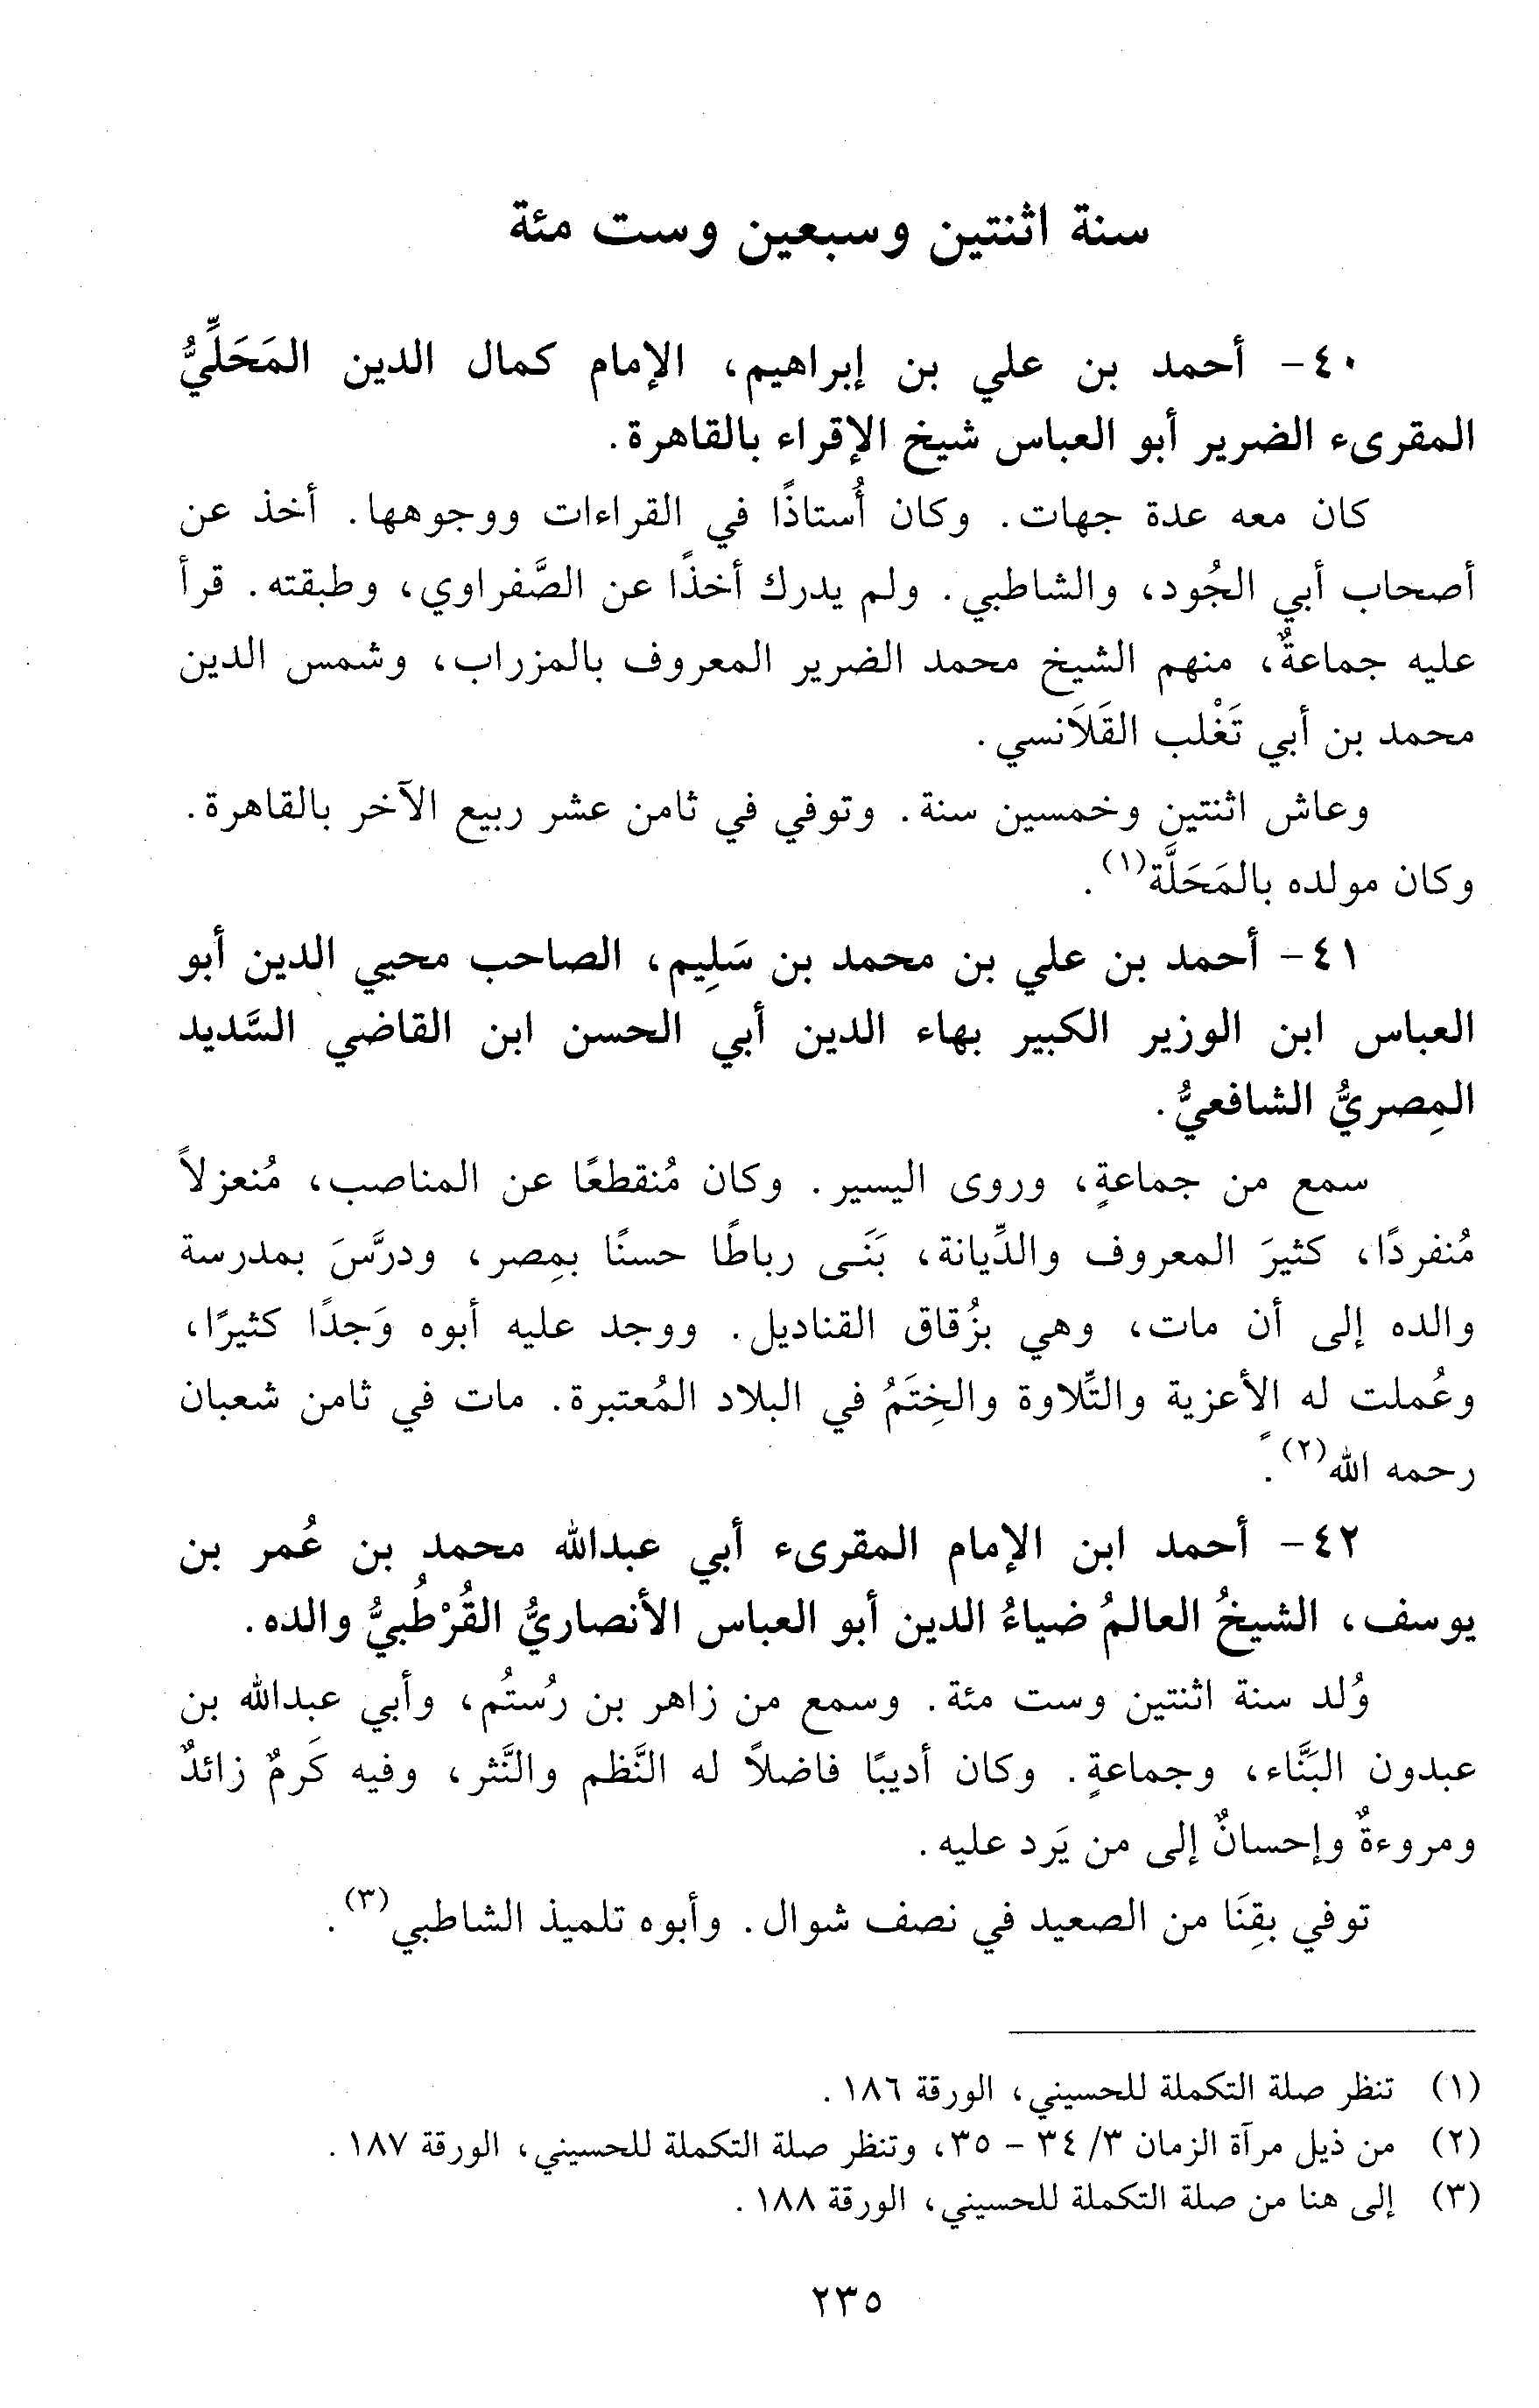 سنة اثنتين وسبعين وست مئة
٤٠- أحمد بن علي بن إبراهيم، الإمام كمال الدين المَحَلِّيُّ
المقرىء الضرير أبو العباس شيخ الإقراء بالقاهرة.
كان معه عدة جهات. وكان أُستاذًا في القراءات ووجوهها. أخذ عن
أصحاب أبي الجُود، والشاطبي. ولم يدرك أخذًا عن الصَّفراوي، وطبقته. قرأ
عليه جماعةٌ، منهم الشيخ محمد الضرير المعروف بالمزراب، وشمس الدين
محمد بن أبي تَغْلب القَلاَنسي.
وعاش اثنتين وخمسين سنة. وتوفي في ثامن عشر ربيع الآخر بالقاهرة.
وكان مولده بالمَحَلَّة(١).
٤١- أحمد بن علي بن محمد بن سَلِيم، الصاحب محيي الدين أبو
العباس ابن الوزير الكبير بهاء الدين أبي الحسن ابن القاضي السَّديد
المِصريُّ الشافعيُّ.
سمع من جماعةٍ، وروى اليسير. وكان مُنقطعًا عن المناصب، مُنعزلاً
مُنفردًا، كثيرَ المعروف والدِّيانة، بَنَى رباطًا حسنًا بمِصر، ودرَّسَ بمدرسة
والده إلى أن مات، وهي بزُقاق القناديل. ووجد عليه أبوه وَجدًا كثيرًا،
وعُملت له الأعزية والتِّلاوة والخِتَمُ في البلاد المُعتبرة. مات في ثامن شعبان
رحمه الله(٢).
٤٢- أحمد ابن الإمام المقرىء أبي عبدالله محمد بن عُمر بن
يوسف، الشيخُ العالمُ ضياءُ الدين أبو العباس الأنصاريُّ القُرْطُبيُّ والده.
وُلد سنة اثنتين وست مئة. وسمع من زاهر بن رُستُم، وأبي عبدالله بن
عبدون البَنَّاء، وجماعةٍ. وكان أديبًا فاضلاً له النَّظم والنَّثر، وفيه كَرمٌ زائدٌ
ومروءةٌ وإحسانٌ إلى من يَرد عليه.
توفي بقِنَا من الصعيد في نصف شوال. وأبوه تلميذ الشاطبي(٣).
(١) تنظر صلة التكملة للحسيني، الورقة ١٨٦.
(٢) من ذيل مرآة الزمان ٣/ ٣٤ - ٣٥، وتنظر صلة التكملة للحسيني، الورقة ١٨٧.
(٣) إلى هنا من صلة التكملة للحسيني، الورقة ١٨٨.
٢٣٥